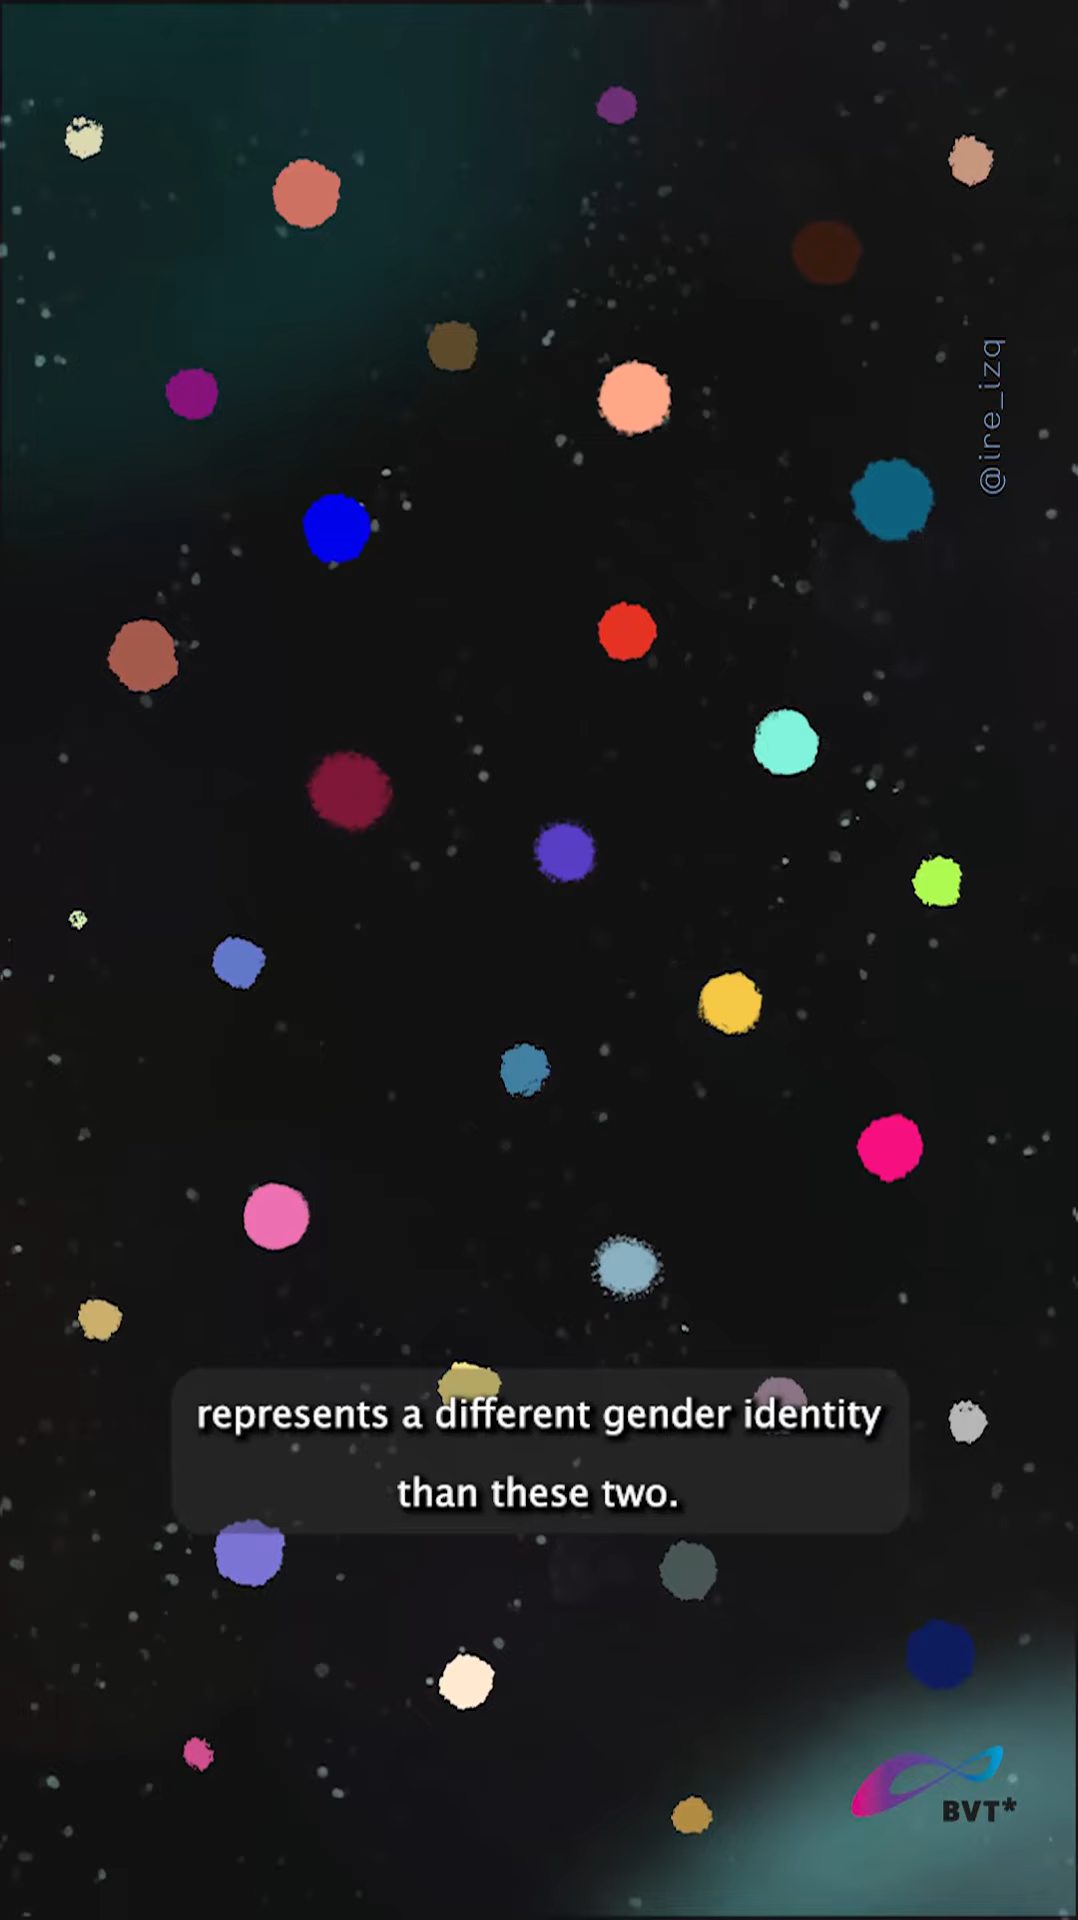 @ire_izq
represents a different gender identity
than these two.
BVT*